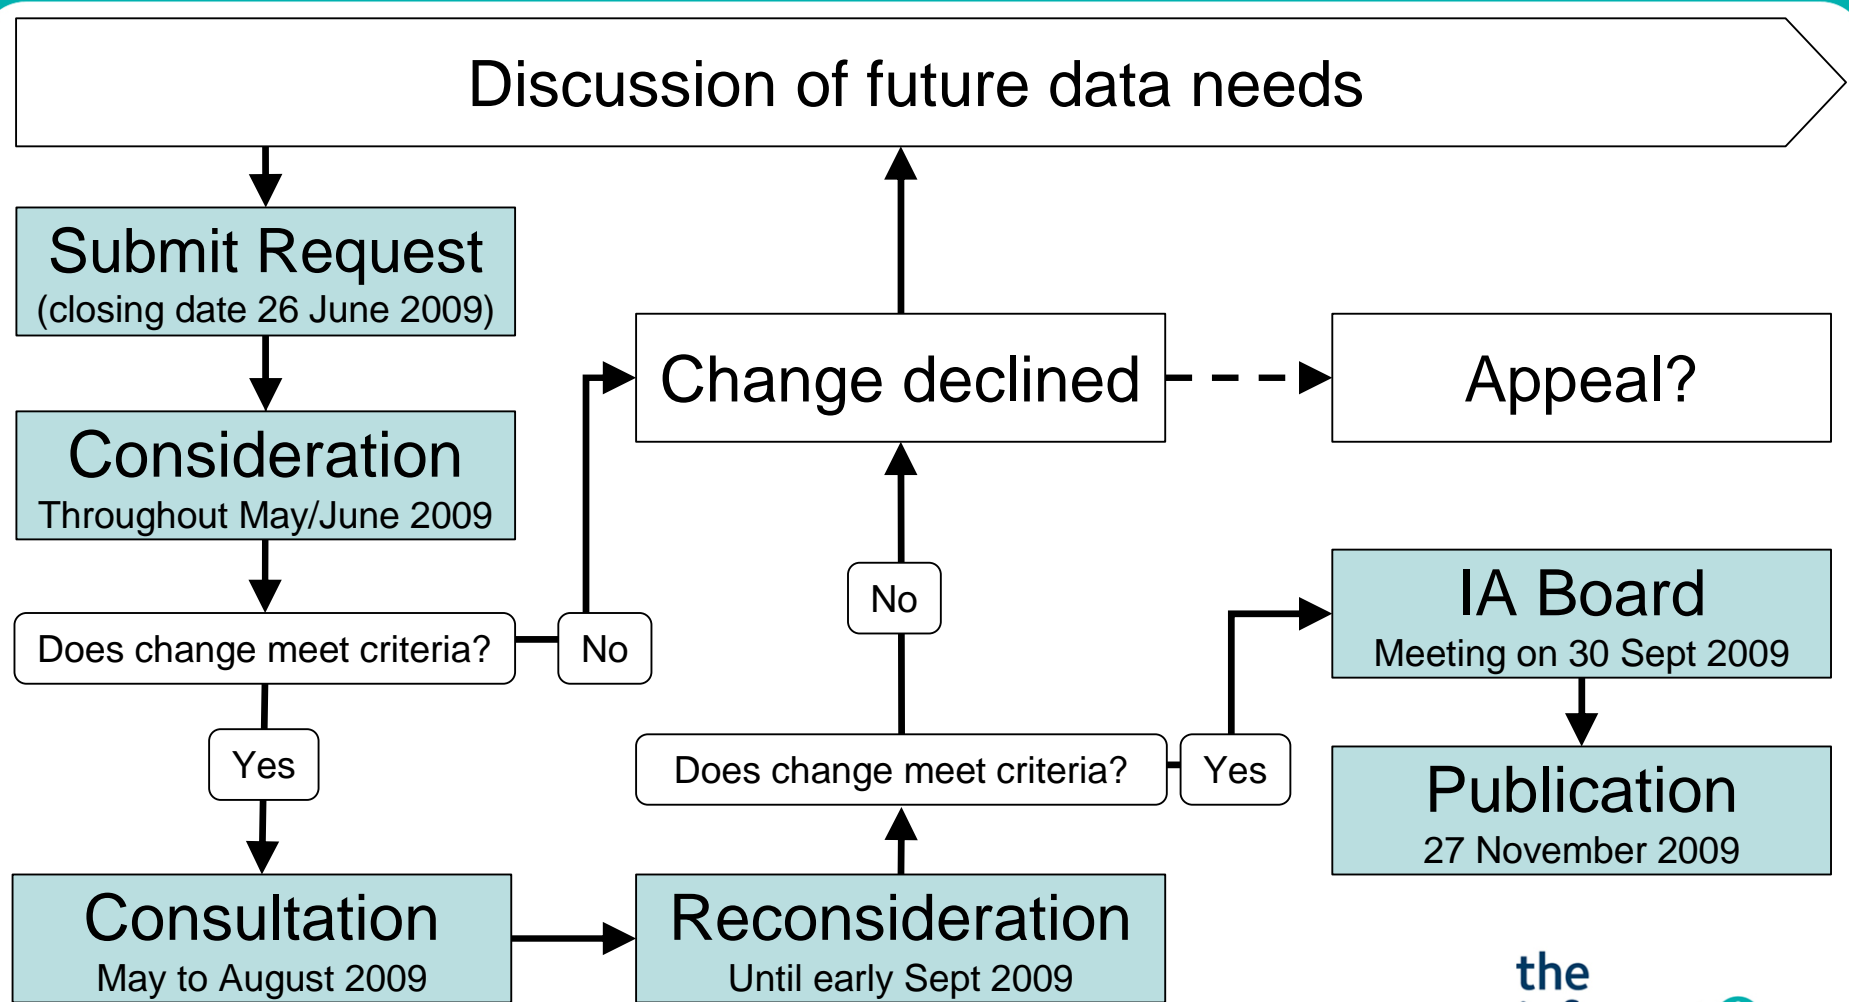 Discussion of future data needs
Submit Request
(closing date 26 June 2009)
Consideration
Throughout May/June 2009
Does change meet criteria?
No
Yes
Consultation
May to August 2009
Reconsideration
Until early Sept 2009
Does change meet criteria?
No
Yes
Change declined
Appeal?
IA Board
Meeting on 30 Sept 2009
Publication
27 November 2009
the